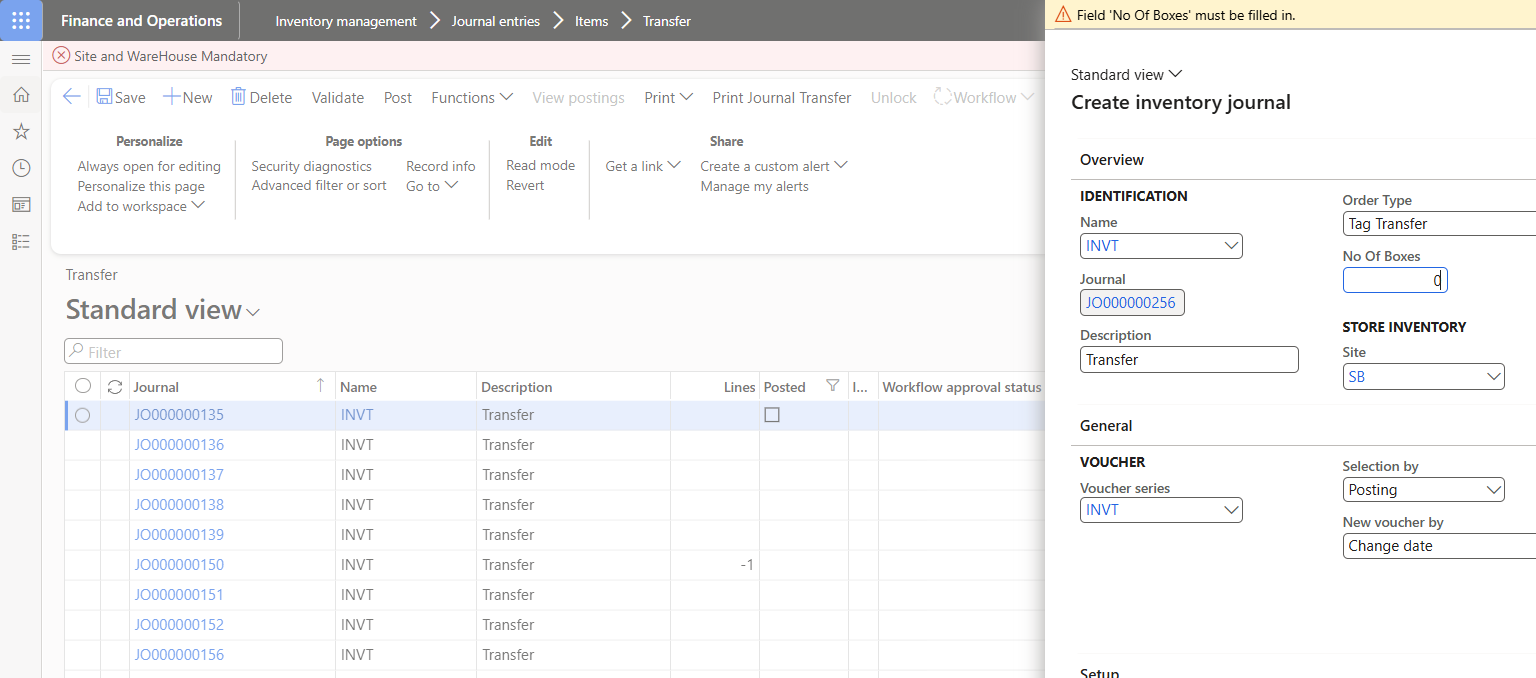 Finance and Operations
Inventory management > Journal entries > Items > Transfer
Site and WareHouse Mandatory
Save New Delete Validate Post Functions View postings Print Print Journal Transfer Unlock Workflow
Personalize
Always open for editing
Personalize this page
Add to workspace
Page options
Security diagnostics
Advanced filter or sort
Record info
Go to
Edit
Read mode
Revert
Share
Get a link
Create a custom alert
Manage my alerts
Transfer
Standard view
Filter
Journal Name Description Lines Posted I... Workflow approval status
JO000000135 INVT Transfer
JO000000136 INVT Transfer
JO000000137 INVT Transfer
JO000000138 INVT Transfer
JO000000139 INVT Transfer
JO000000150 INVT Transfer -1
JO000000151 INVT Transfer
JO000000152 INVT Transfer
JO000000156 INVT Transfer
Field 'No Of Boxes' must be filled in.
Standard view
Create inventory journal
Overview
IDENTIFICATION
Name
INVT
Journal
JO000000256
Description
Transfer
Order Type
Tag Transfer
No Of Boxes
0
STORE INVENTORY
Site
SB
General
VOUCHER
Voucher series
INVT
Selection by
Posting
New voucher by
Change date
Setup